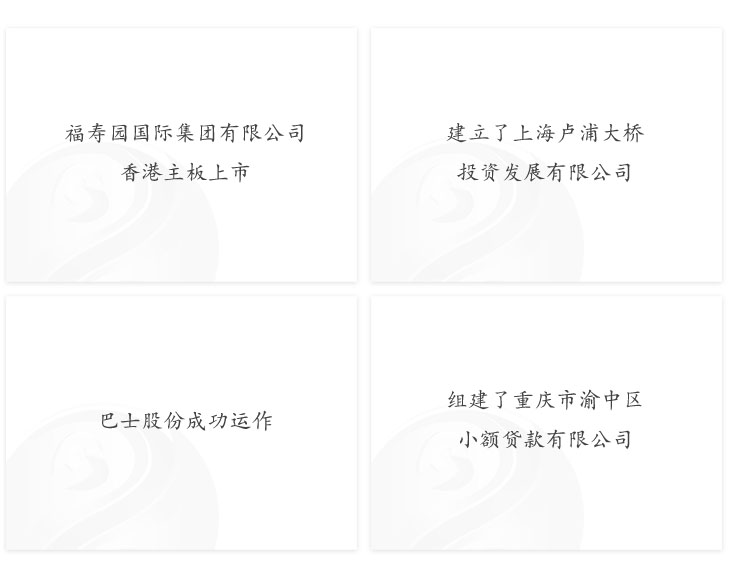 福寿园国际集团有限公司
香港主板上市
建立了上海卢浦大桥
投资发展有限公司
巴士股份成功运作
组建了重庆市渝中区
小额贷款有限公司